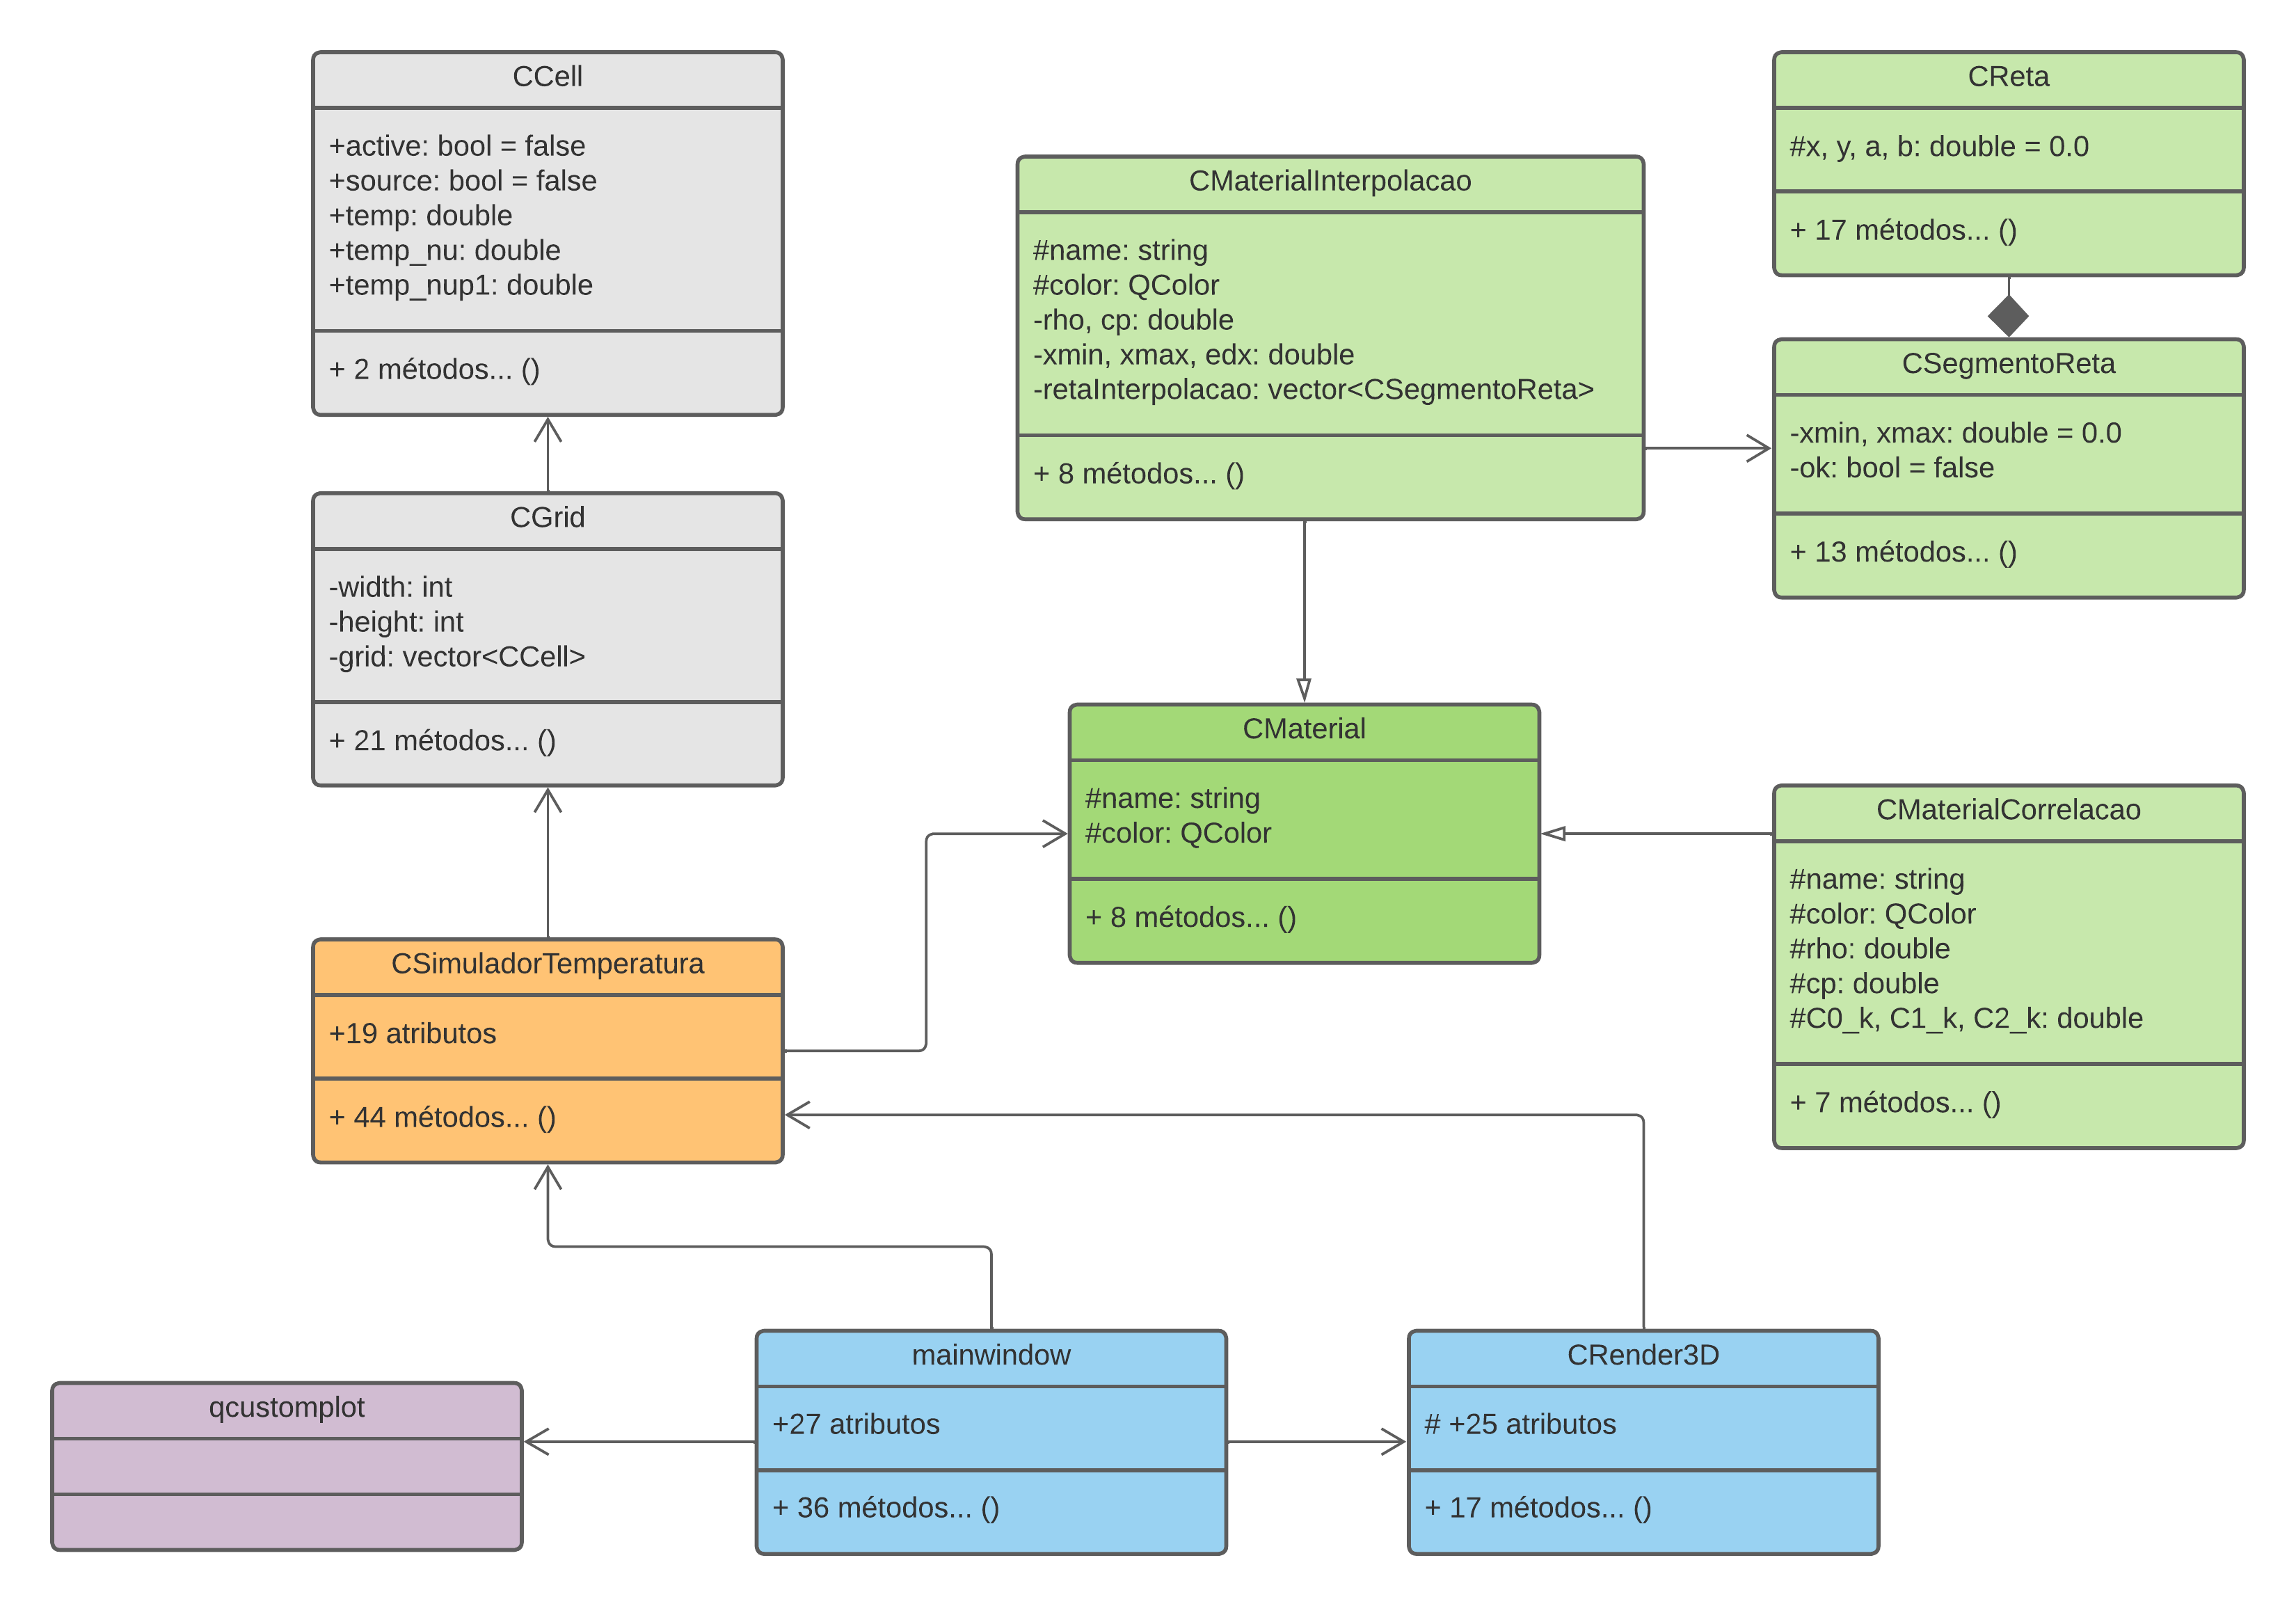 CCell
+active: bool = false
+source: bool = false
+temp: double
+temp_nu: double
+temp_nup1: double
+ 2 métodos... ()
CGrid
-width: int
-height: int
-grid: vector<CCell>
+ 21 métodos... ()
CSimuladorTemperatura
+19 atributos
+ 44 métodos... ()
CMaterialInterpolacao
#name: string
#color: QColor
-rho, cp: double
-xmin, xmax, edx: double
-retaInterpolacao: vector<CSegmentoReta>
+ 8 métodos... ()
CReta
#x, y, a, b: double = 0.0
+ 17 métodos... ()
CSegmentoReta
-xmin, xmax: double = 0.0
-ok: bool = false
+ 13 métodos... ()
CMaterial
#name: string
#color: QColor
+ 8 métodos... ()
CMaterialCorrelacao
#name: string
#color: QColor
#rho: double
#cp: double
#C0_k, C1_k, C2_k: double
+ 7 métodos... ()
qcustomplot
mainwindow
+27 atributos
+ 36 métodos... ()
CRender3D
# +25 atributos
+ 17 métodos... ()